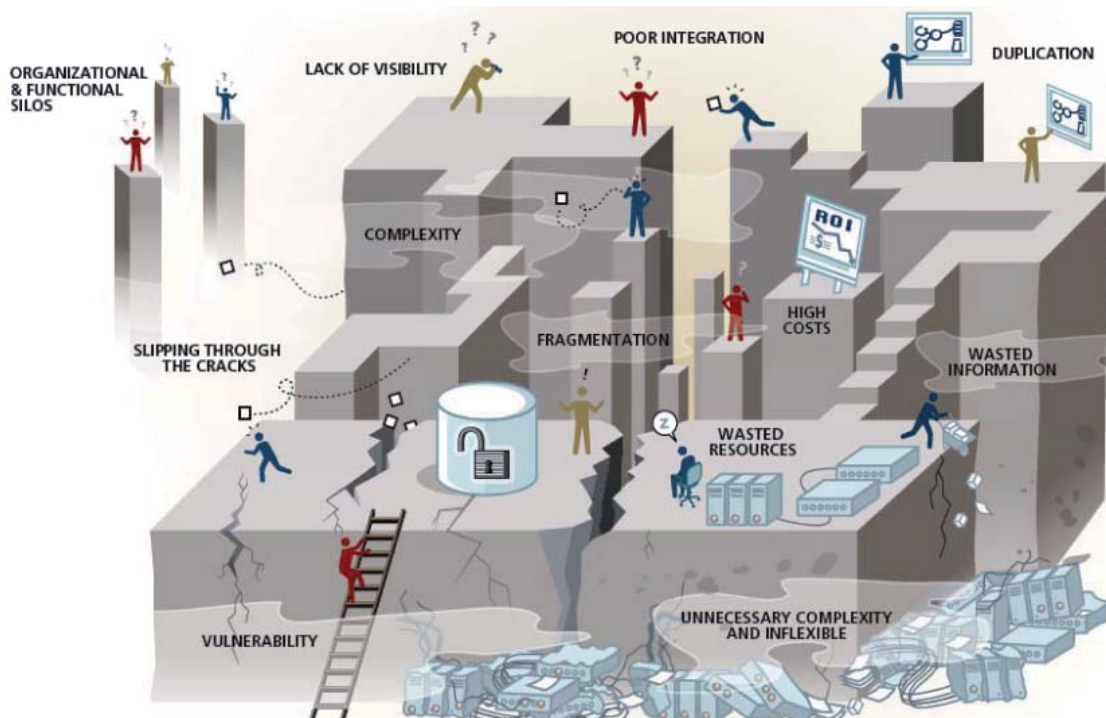 ORGANIZATIONAL
& FUNCTIONAL
SILOS
? ? ?
? ? ?
? ? ?
LACK OF VISIBILITY
? ? ?
POOR INTEGRATION
? ? ?
DUPLICATION
COMPLEXITY
ROI
$
HIGH
COSTS
?
FRAGMENTATION
SLIPPING THROUGH
THE CRACKS
WASTED
INFORMATION
!
Z
WASTED
RESOURCES
VULNERABILITY
UNNECESSARY COMPLEXITY
AND INFLEXIBLE